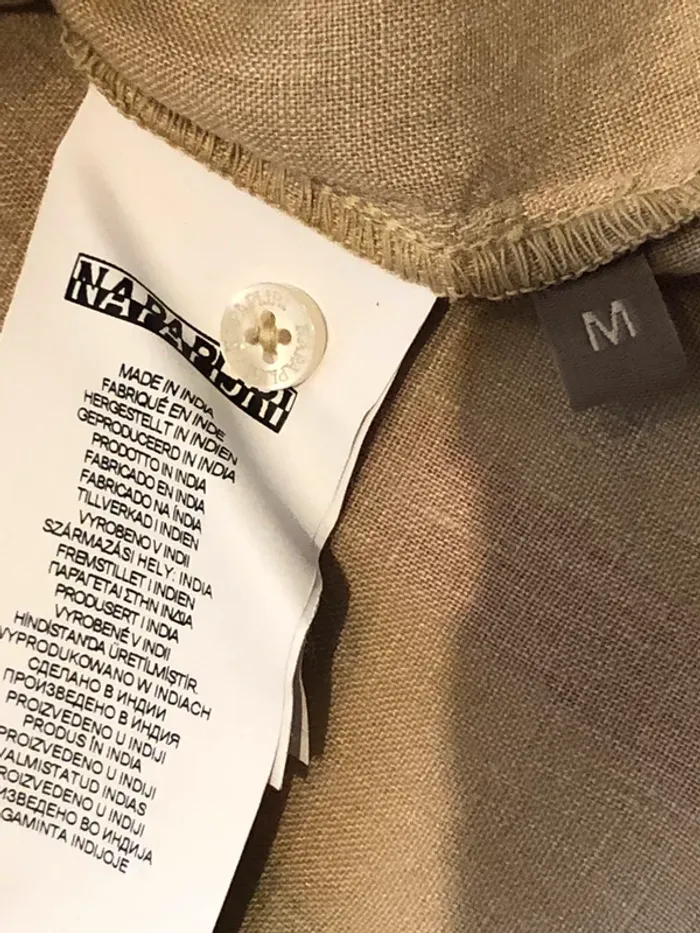 NAPAPIJRI
M
MADE IN INDIA
FABRIQUÉ EN INDE
HERGESTELLT IN INDIEN
GEPRODUCEERD IN INDIA
PRODOTTO IN INDIA
FABRICADO EN INDIA
FABRICADO NA ÍNDIA
TILLVERKAD I INDIEN
VYROBENO V INDII
SZÁRMAZÁSI HELY: INDIA
FREMSTILLET I INDIEN
ΠΑΡΑΓΕΤΑΙ ΣΤΗΝ ΙΝΔΙΑ
PRODUSERT I INDIA
VYROBENÉ V INDII
HİNDİSTANDA ÜRETİLMİŞTİR.
WYPRODUKOWANO W INDIACH
СДЕЛАНО В ИНДИИ
ПРОИЗВЕДЕНО В ИНДИЯ
PROIZVEDENO U INDIJI
PRODUS ÎN INDIA
PROIZVEDENO U INDIJI
VALMISTATUD INDIAS
PROIZVEDENO U INDIJI
ИЗВЕДЕНО ВО ИНДИЈА
GAMINTA INDIJOJE